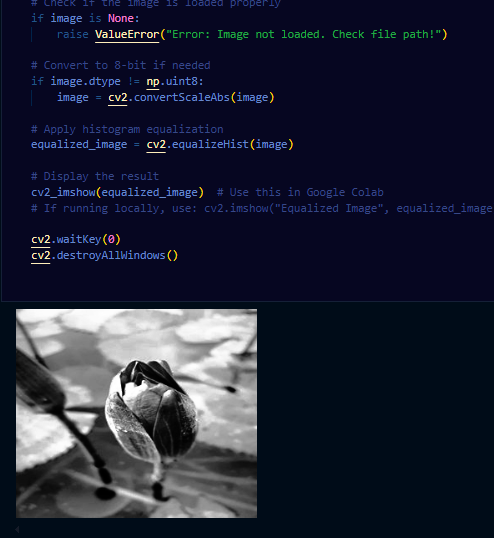 # Check if the image is loaded properly
if image is None:
raise ValueError("Error: Image not loaded. Check file path!")
# Convert to 8-bit if needed
if image.dtype != np.uint8:
image = cv2.convertScaleAbs(image)
# Apply histogram equalization
equalized_image = cv2.equalizeHist(image)
# Display the result
cv2_imshow(equalized_image)  # Use this in Google Colab
# If running locally, use: cv2.imshow("Equalized Image", equalized_image
cv2.waitKey(0)
cv2.destroyAllWindows()